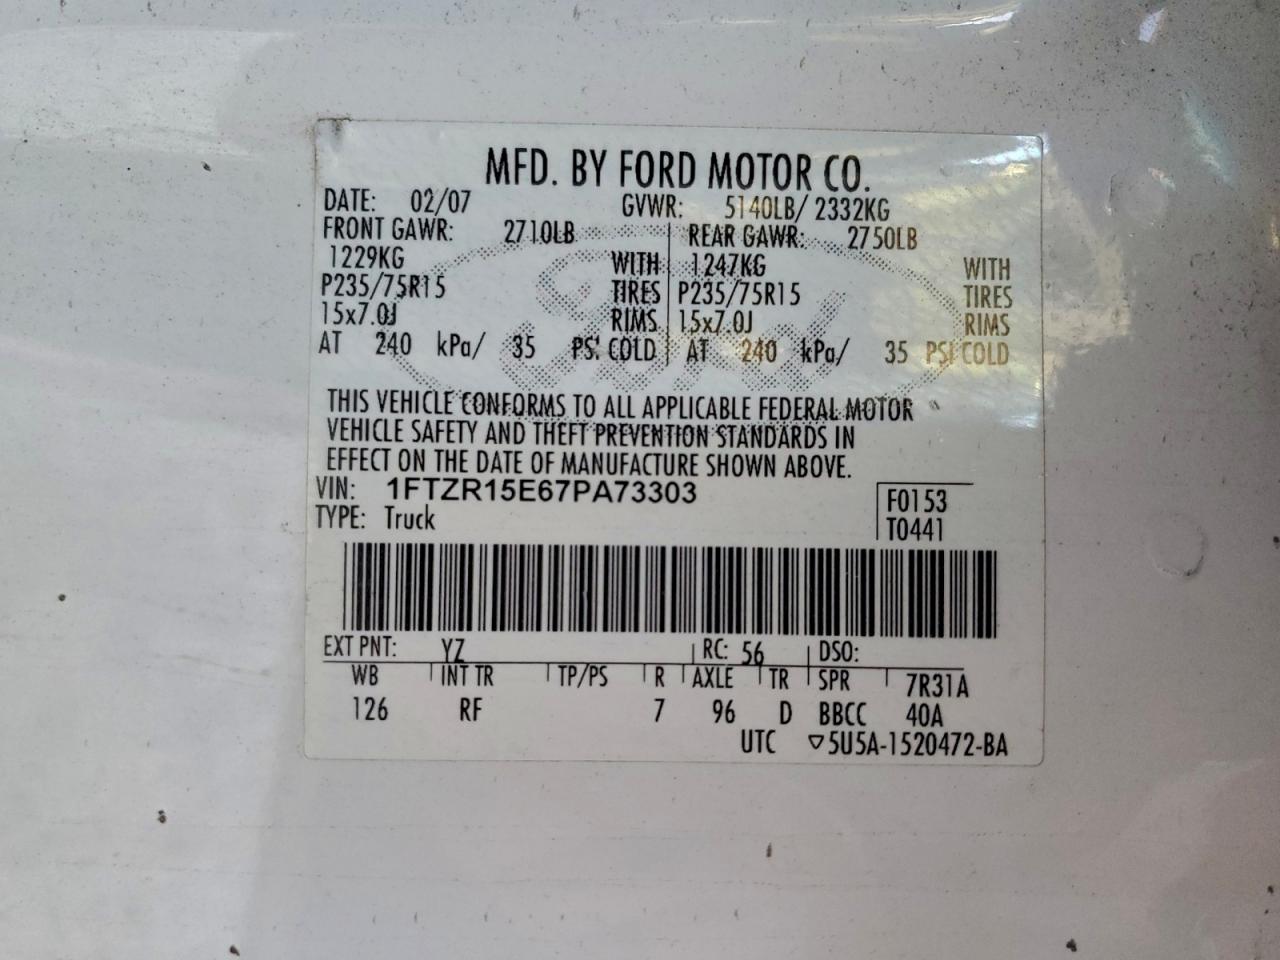 MFD. BY FORD MOTOR CO.
DATE: 02/07 GVWR: 5140LB/ 2332KG
FRONT GAWR: 2710LB REAR GAWR: 2750LB
1229KG WITH 1247KG WITH
P235/75R15 TIRES P235/75R15 TIRES
15x7.0J RIMS 15x7.0J RIMS
AT 240 kPa/ 35 PSI COLD AT 240 kPa/ 35 PSI COLD
THIS VEHICLE CONFORMS TO ALL APPLICABLE FEDERAL MOTOR
VEHICLE SAFETY AND THEFT PREVENTION STANDARDS IN
EFFECT ON THE DATE OF MANUFACTURE SHOWN ABOVE.
VIN: 1FTZR15E67PA73303 F0153
TYPE: Truck T0441
EXT PNT: YZ RC: 56 DSO:
WB INT TR TP/PS R AXLE TR SPR 7R31A
126 RF 7 96 D BBCC 40A
UTC ▽5U5A-1520472-BA
Ford